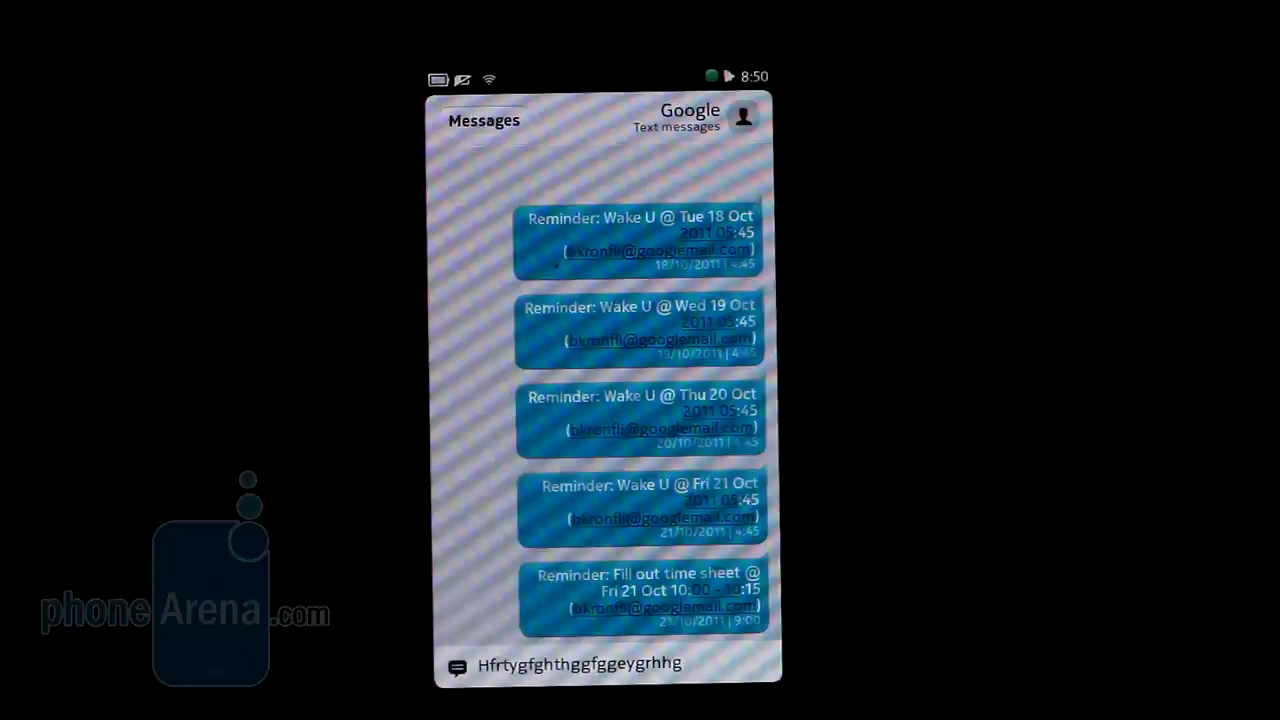 8:50
Messages
Google
Text messages
Reminder: Wake U @ Tue 18 Oct
2011 05:45
(bkronfli@googlemail.com)
18/10/2011 | 4:45
Reminder: Wake U @ Wed 19 Oct
2011 05:45
(bkronfli@googlemail.com)
19/10/2011 | 4:45
Reminder: Wake U @ Thu 20 Oct
2011 05:45
(bkronfli@googlemail.com)
20/10/2011 | 4:45
Reminder: Wake U @ Fri 21 Oct
2011 05:45
(bkronfli@googlemail.com)
21/10/2011 | 4:45
Reminder: Fill out time sheet @
Fri 21 Oct 10:00 - 10:15
(bkronfli@googlemail.com)
21/10/2011 | 9:00
Hfrtygfghthggfggeygrhhg
phoneArena.com